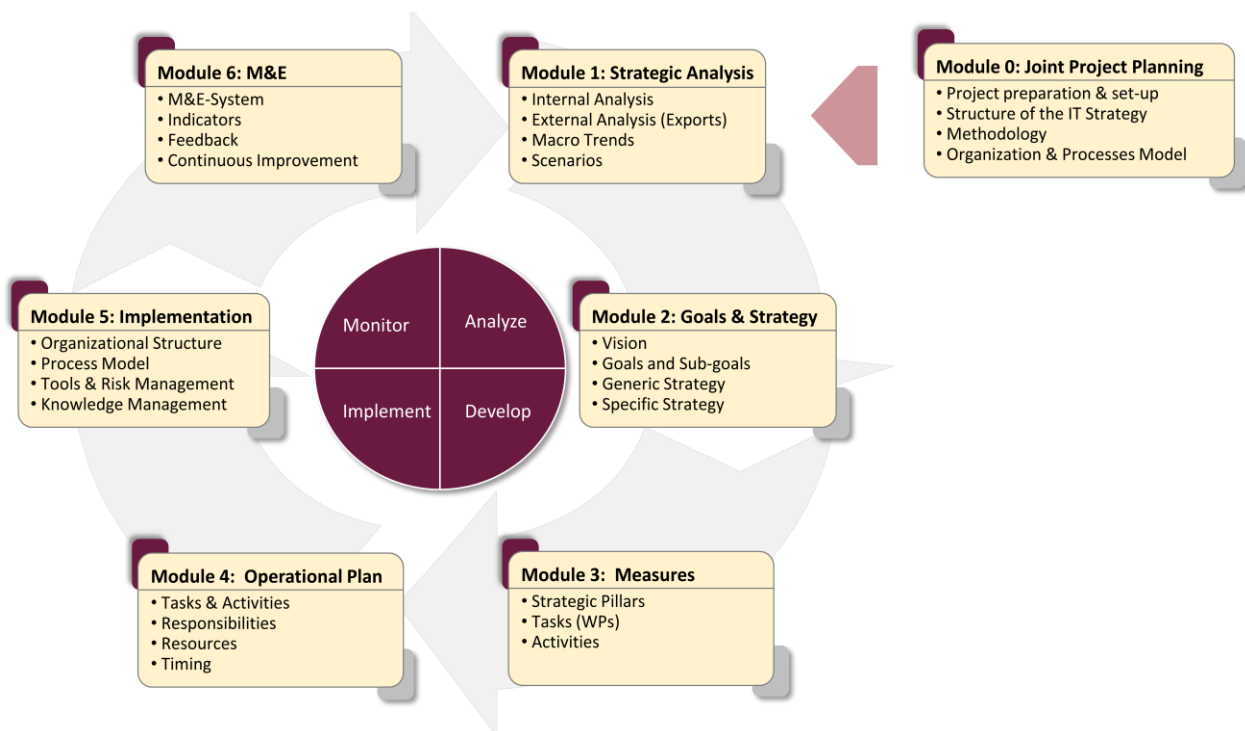 Module 0: Joint Project Planning
• Project preparation & set-up
• Structure of the IT Strategy
• Methodology
• Organization & Processes Model
Module 1: Strategic Analysis
• Internal Analysis
• External Analysis (Exports)
• Macro Trends
• Scenarios
Module 2: Goals & Strategy
• Vision
• Goals and Sub-goals
• Generic Strategy
• Specific Strategy
Module 3: Measures
• Strategic Pillars
• Tasks (WPs)
• Activities
Module 4: Operational Plan
• Tasks & Activities
• Responsibilities
• Resources
• Timing
Module 5: Implementation
• Organizational Structure
• Process Model
• Tools & Risk Management
• Knowledge Management
Module 6: M&E
• M&E-System
• Indicators
• Feedback
• Continuous Improvement
Monitor
Analyze
Implement
Develop